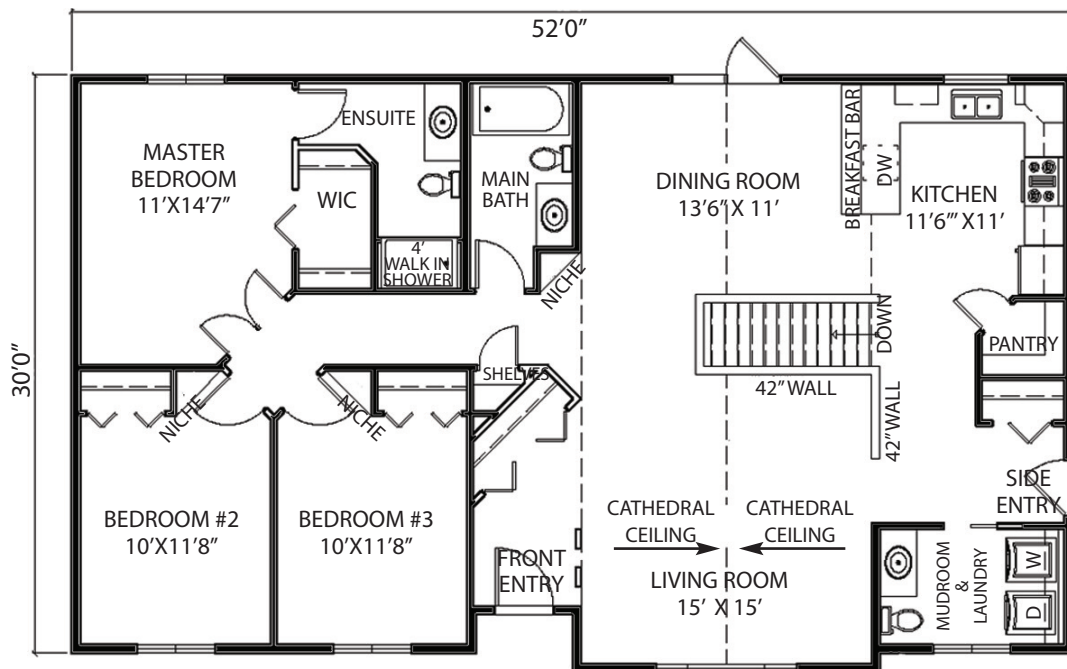 52'0"
30'0"
MASTER
BEDROOM
11'X14'7"
ENSUITE
WIC
4'
WALK IN
SHOWER
MAIN
BATH
NICHE
DINING ROOM
13'6" X 11'
BREAKFAST BAR
DW
KITCHEN
11'6'" X11'
DOWN
PANTRY
42" WALL
42" WALL
SHELVES
NICHE
NICHE
BEDROOM #2
10'X11'8"
BEDROOM #3
10'X11'8"
FRONT
ENTRY
CATHEDRAL
CEILING
CATHEDRAL
CEILING
LIVING ROOM
15' X 15'
SIDE
ENTRY
MUDROOM
&
LAUNDRY
W
D